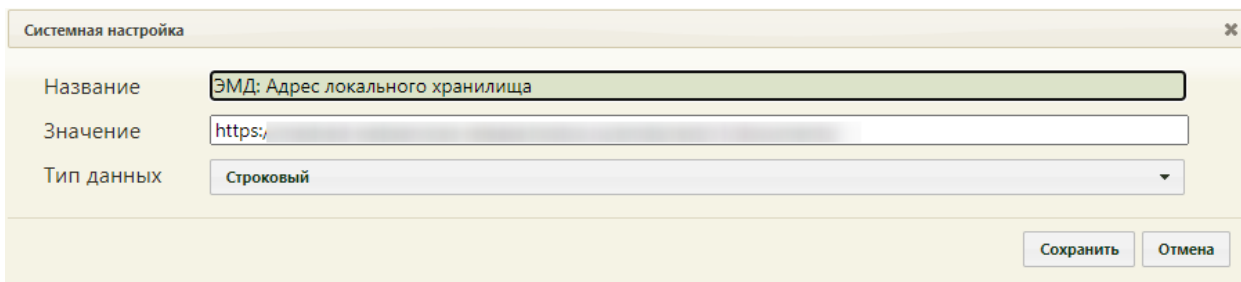 Системная настройка
Название ЭМД: Адрес локального хранилища
Значение https:/
Тип данных Строковый
Сохранить Отмена